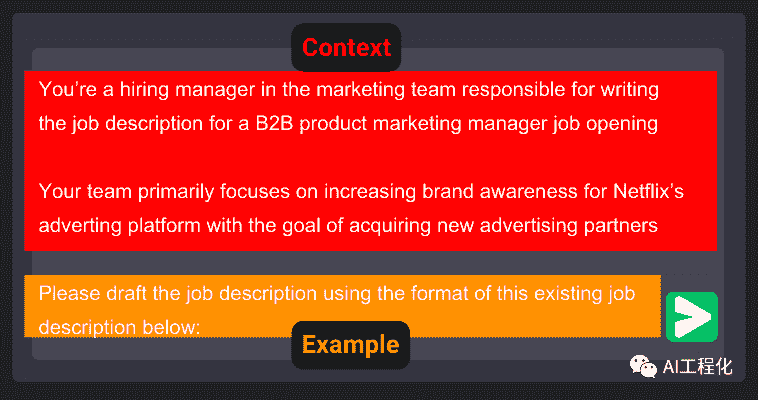 Context
You're a hiring manager in the marketing team responsible for writing
the job description for a B2B product marketing manager job opening
Your team primarily focuses on increasing brand awareness for Netflix's
adverting platform with the goal of acquiring new advertising partners
Please draft the job description using the format of this existing job
description below:
Example
AI工程化